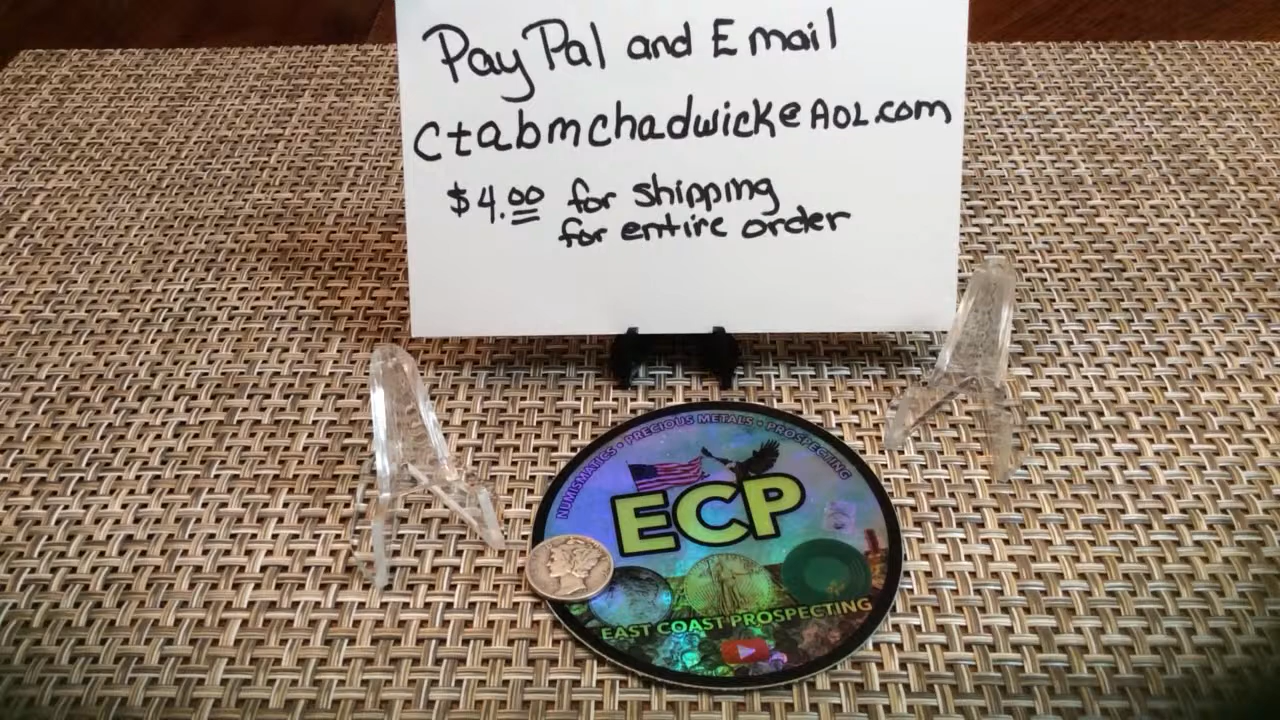 PayPal and Email
ctabmchadwick@AOL.com
$4.00 for shipping
for entire order
NUMISMATICS • PRECIOUS METALS • PROSPECTING
ECP
EAST COAST PROSPECTING